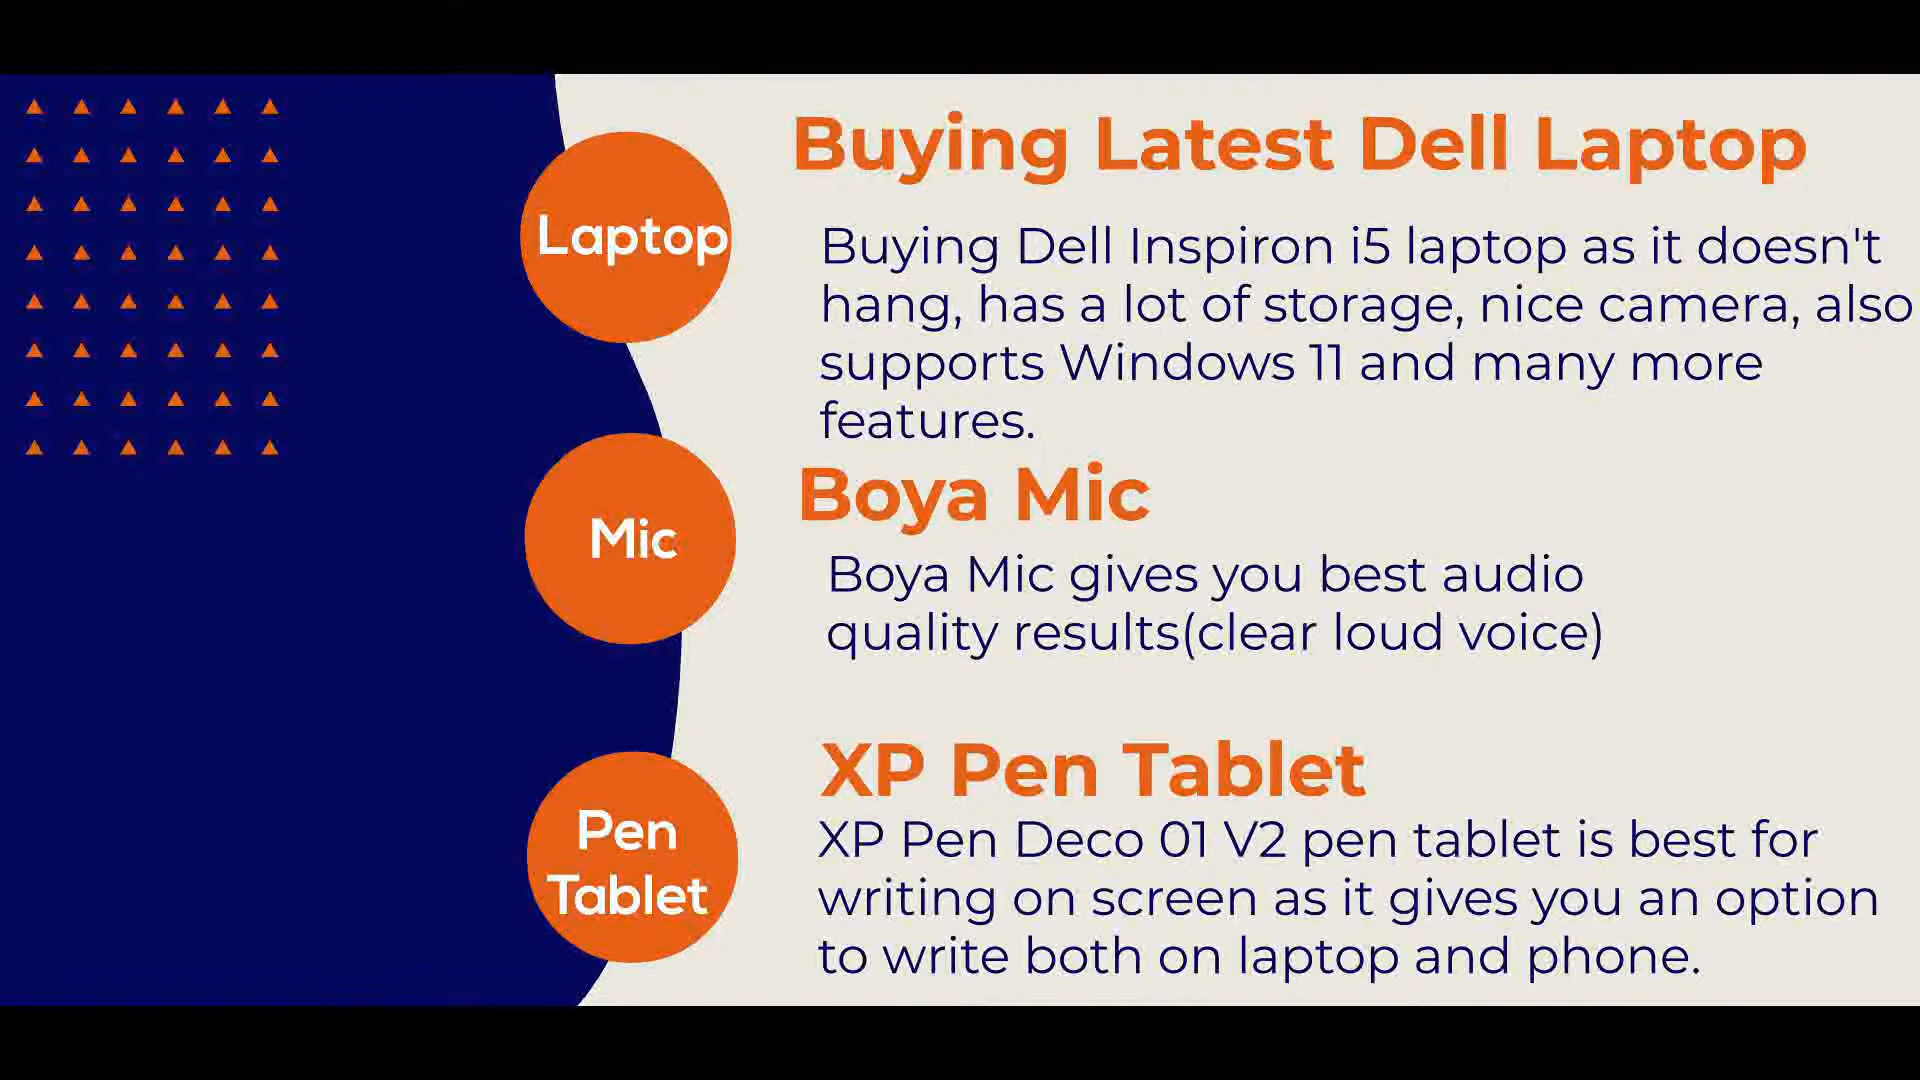 Buying Latest Dell Laptop
Laptop
Buying Dell Inspiron i5 laptop as it doesn't
hang, has a lot of storage, nice camera, also
supports Windows 11 and many more
features.
Boya Mic
Mic
Boya Mic gives you best audio
quality results(clear loud voice)
XP Pen Tablet
Pen
Tablet
XP Pen Deco 01 V2 pen tablet is best for
writing on screen as it gives you an option
to write both on laptop and phone.